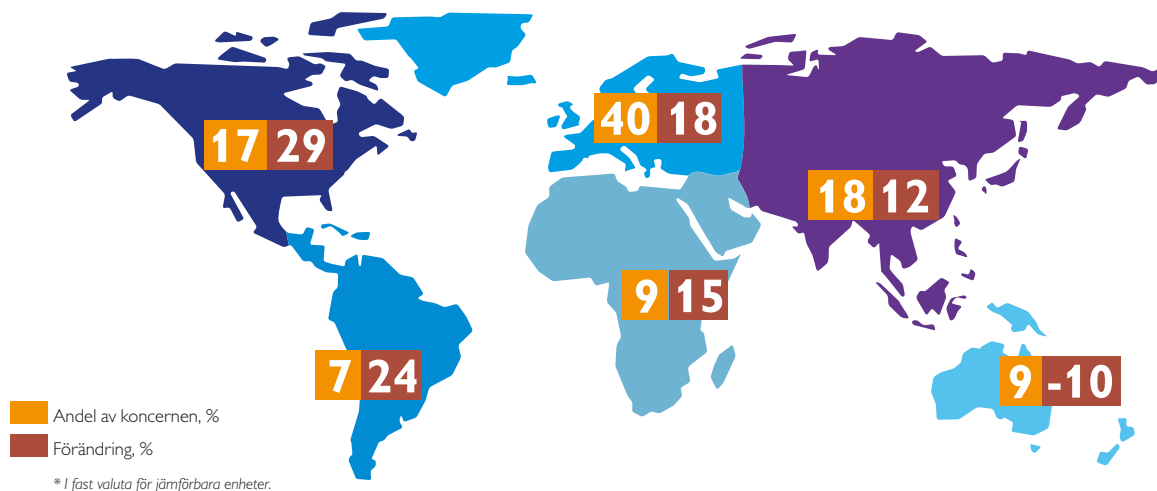 40 18
17 29
18 12
9 15
7 24
9 -10
Andel av koncernen, %
Förändring, %
* I fast valuta för jämförbara enheter.